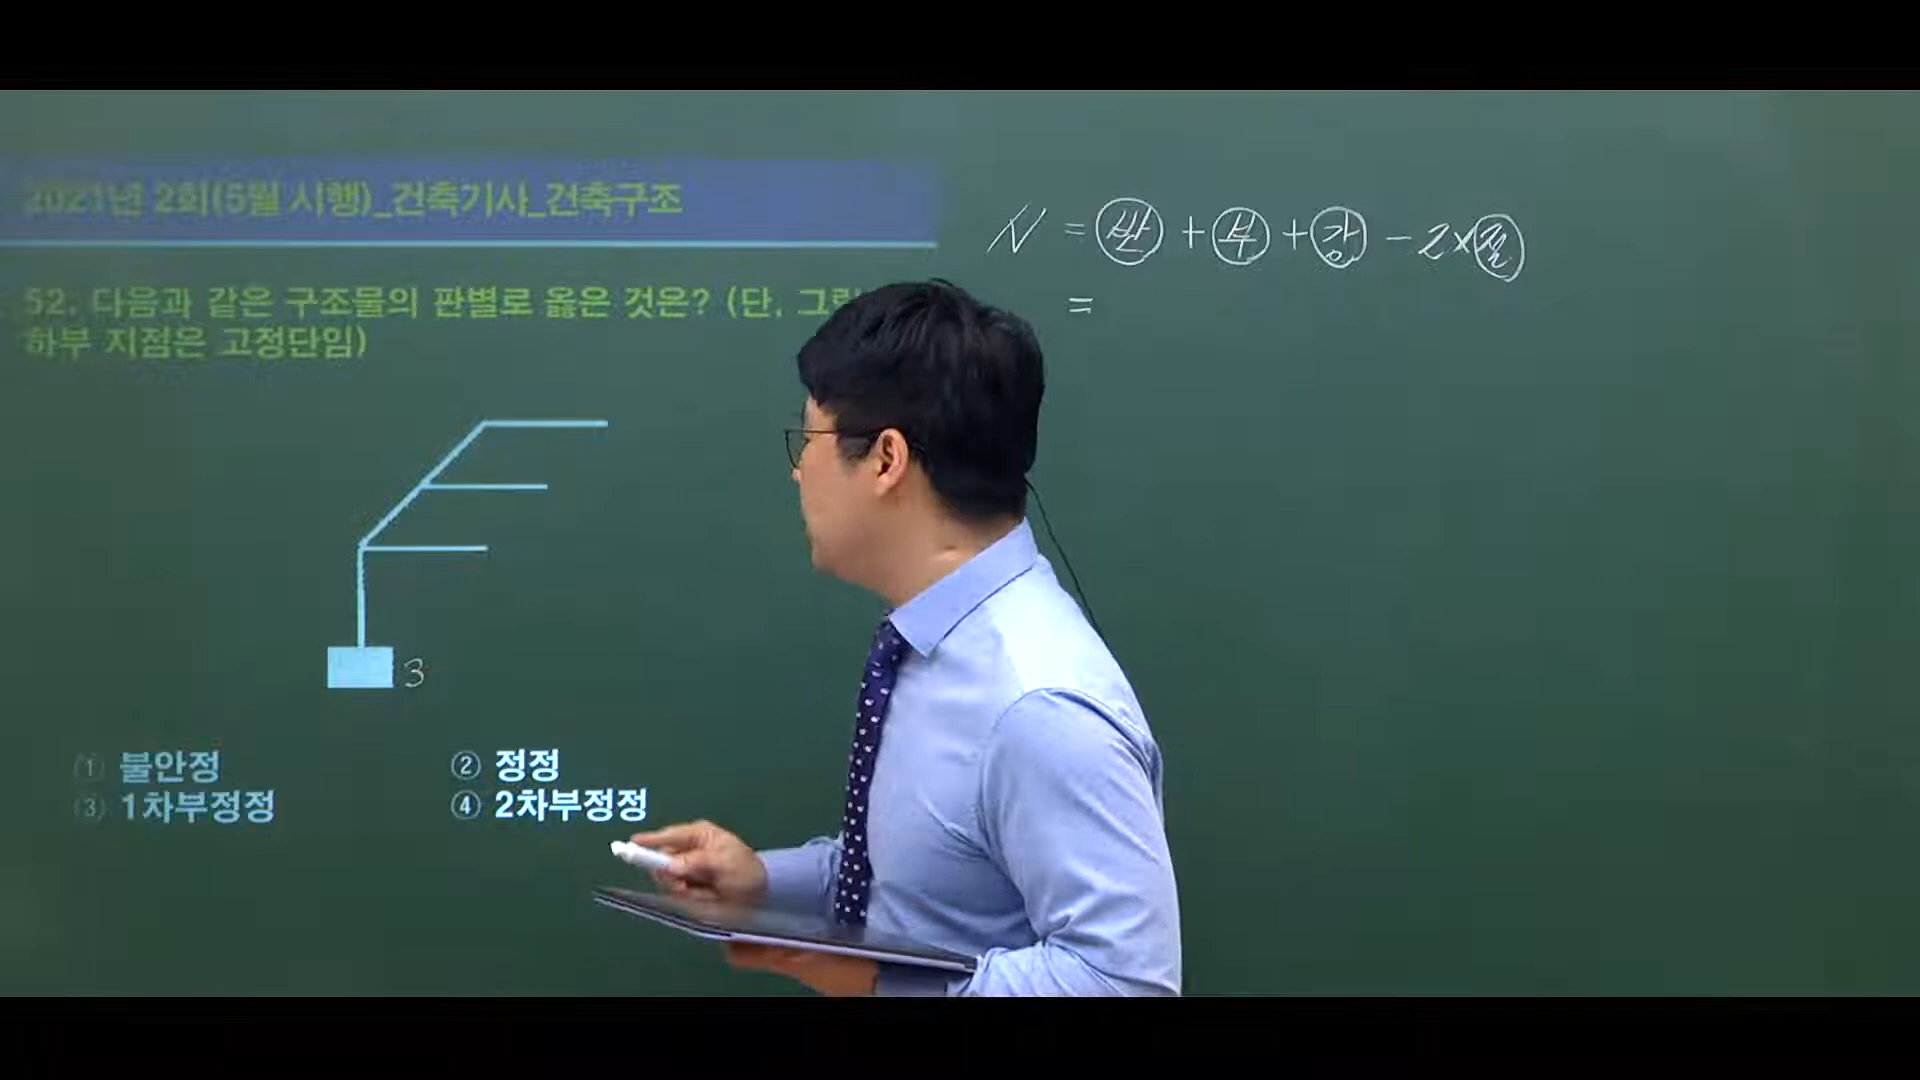 2021년 2회(5월 시행)_건축기사_건축구조
52. 다음과 같은 구조물의 판별로 옳은 것은? (단, 그림
하부 지점은 고정단임)
N = 반 + 부 + 강 - 2×절
=
3
① 불안정
② 정정
③ 1차부정정
④ 2차부정정